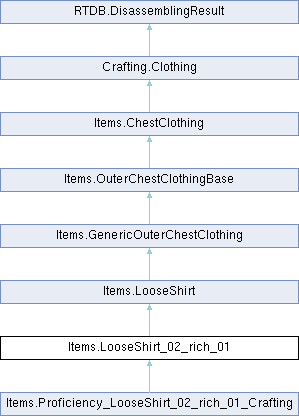 RTDB.DisassemblingResult
Crafting.Clothing
Items.ChestClothing
Items.OuterChestClothingBase
Items.GenericOuterChestClothing
Items.LooseShirt
Items.LooseShirt_02_rich_01
Items.Proficiency_LooseShirt_02_rich_01_Crafting